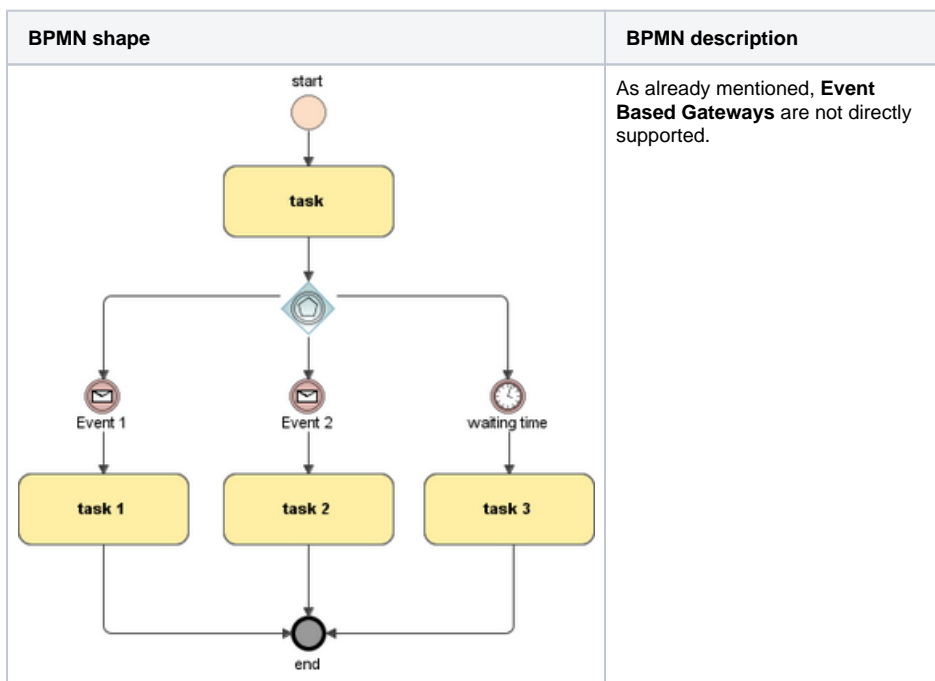 BPMN shape
BPMN description
start
As already mentioned, Event
Based Gateways are not directly
supported.
task
Event 1
Event 2
waiting time
task 1
task 2
task 3
end